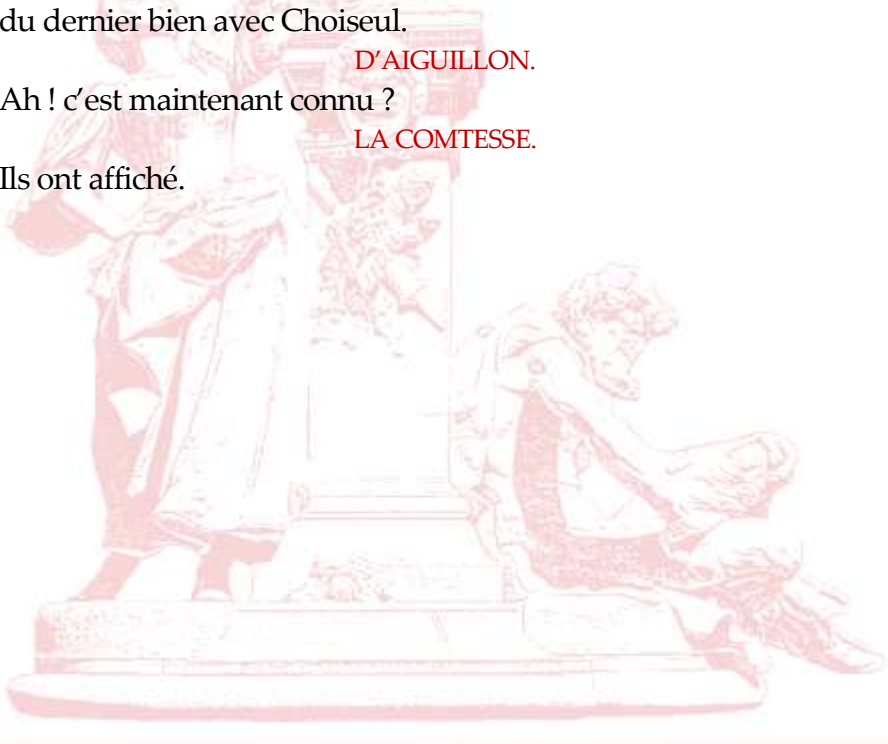 du dernier bien avec Choiseul.
D’AIGUILLON.
Ah ! c’est maintenant connu ?
LA COMTESSE.
Ils ont affiché.